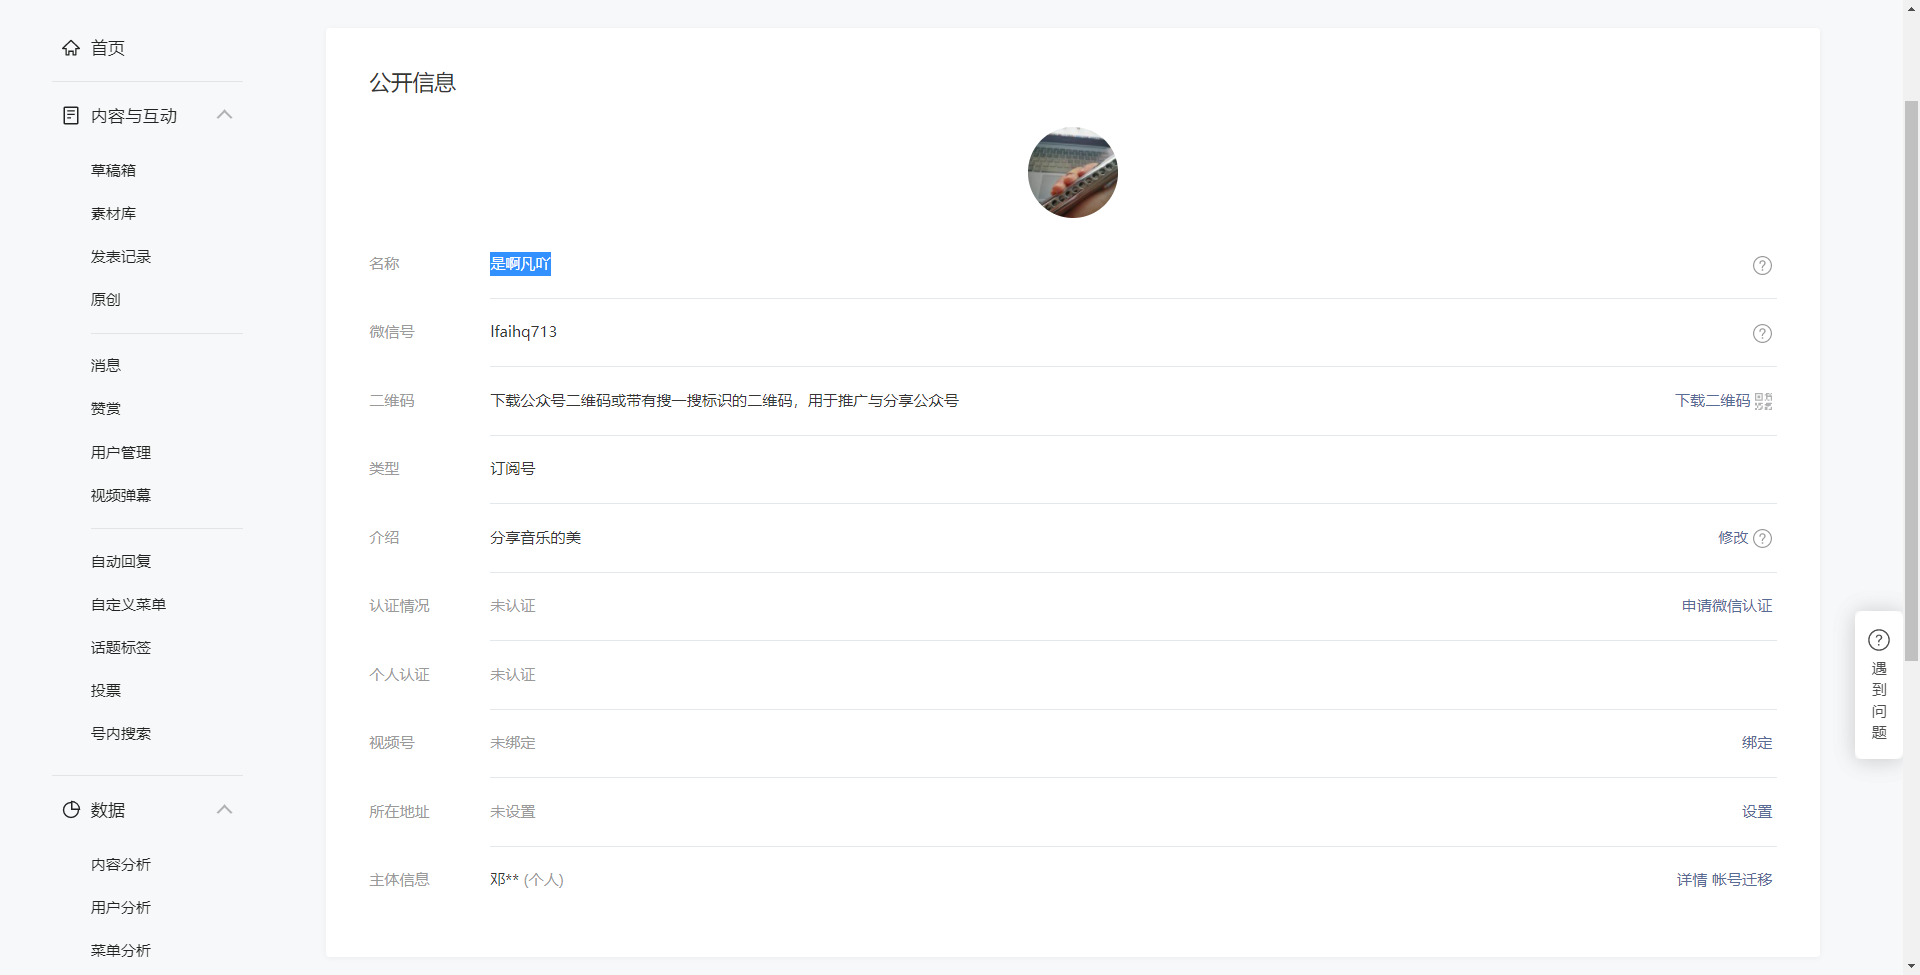 首页
内容与互动
草稿箱
素材库
发表记录
原创
消息
赞赏
用户管理
视频弹幕
自动回复
自定义菜单
话题标签
投票
号内搜索
数据
内容分析
用户分析
菜单分析
公开信息
名称 是啊凡吖
微信号 lfaihq713
二维码 下载公众号二维码或带有搜一搜标识的二维码，用于推广与分享公众号 下载二维码
类型 订阅号
介绍 分享音乐的美 修改
认证情况 未认证 申请微信认证
个人认证 未认证
视频号 未绑定 绑定
所在地址 未设置 设置
主体信息 邓** (个人) 详情 帐号迁移
遇到问题